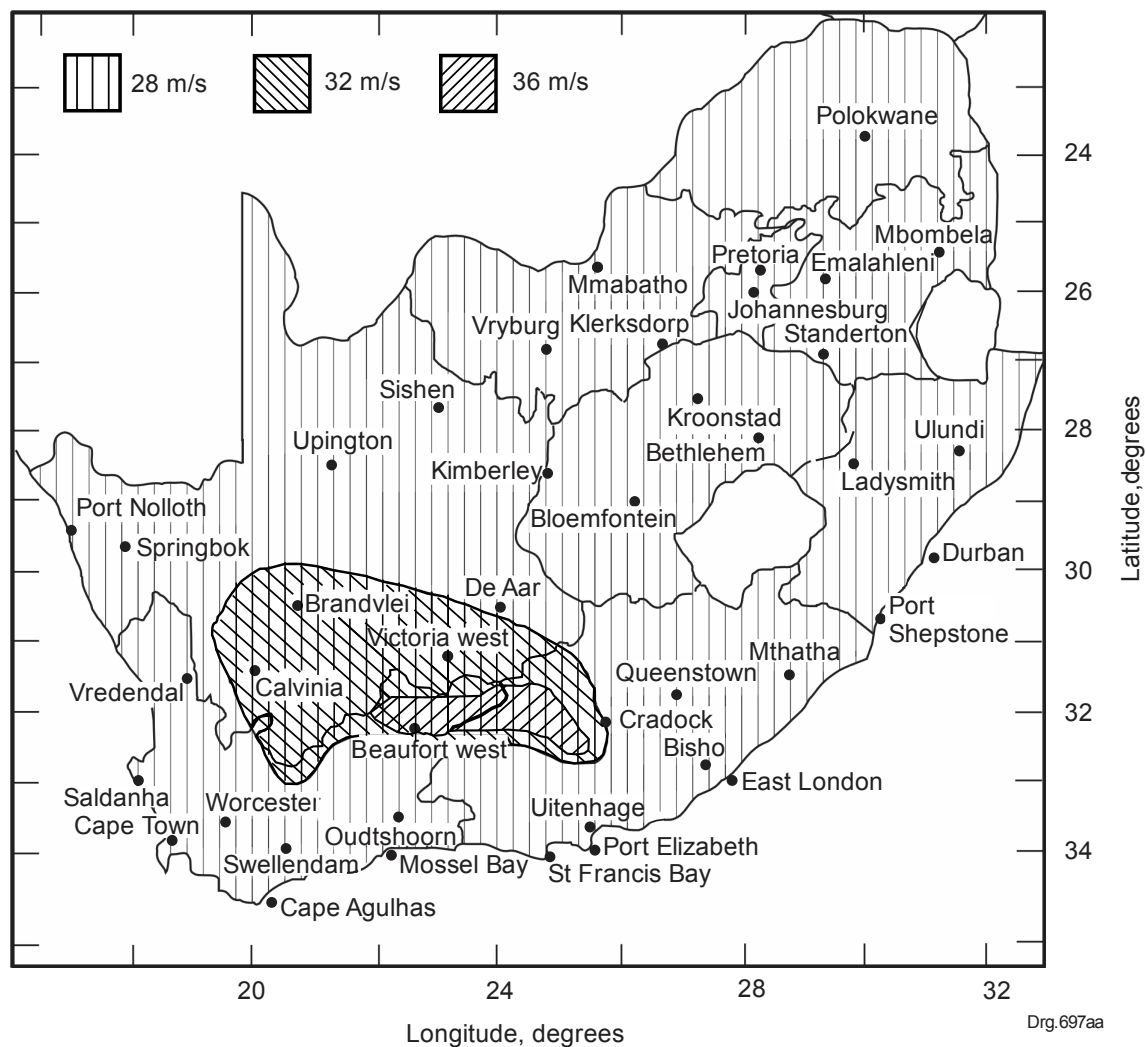 28 m/s
32 m/s
36 m/s
Polokwane
24
Mbombela
Pretoria
Emalahleni
Mmabatho
26
Johannesburg
Vryburg
Klerksdorp
Standerton
Sishen
Kroonstad
Ulundi
28
Upington
Bethlehem
Kimberley
Ladysmith
Port Nolloth
Bloemfontein
Springbok
Durban
Latitude,degrees
30
De Aar
Brandvlei
Port
Shepstone
Victoria west
Mthatha
Queenstown
Vredendal
Calvinia
Cradock
32
Beaufort west
Bisho
East London
Saldanha
Worcester
Uitenhage
Cape Town
Oudtshoorn
Port Elizabeth
34
Swellendam
Mossel Bay
St Francis Bay
Cape Agulhas
20
22
24
28
32
Longitude, degrees
Drg.697aa